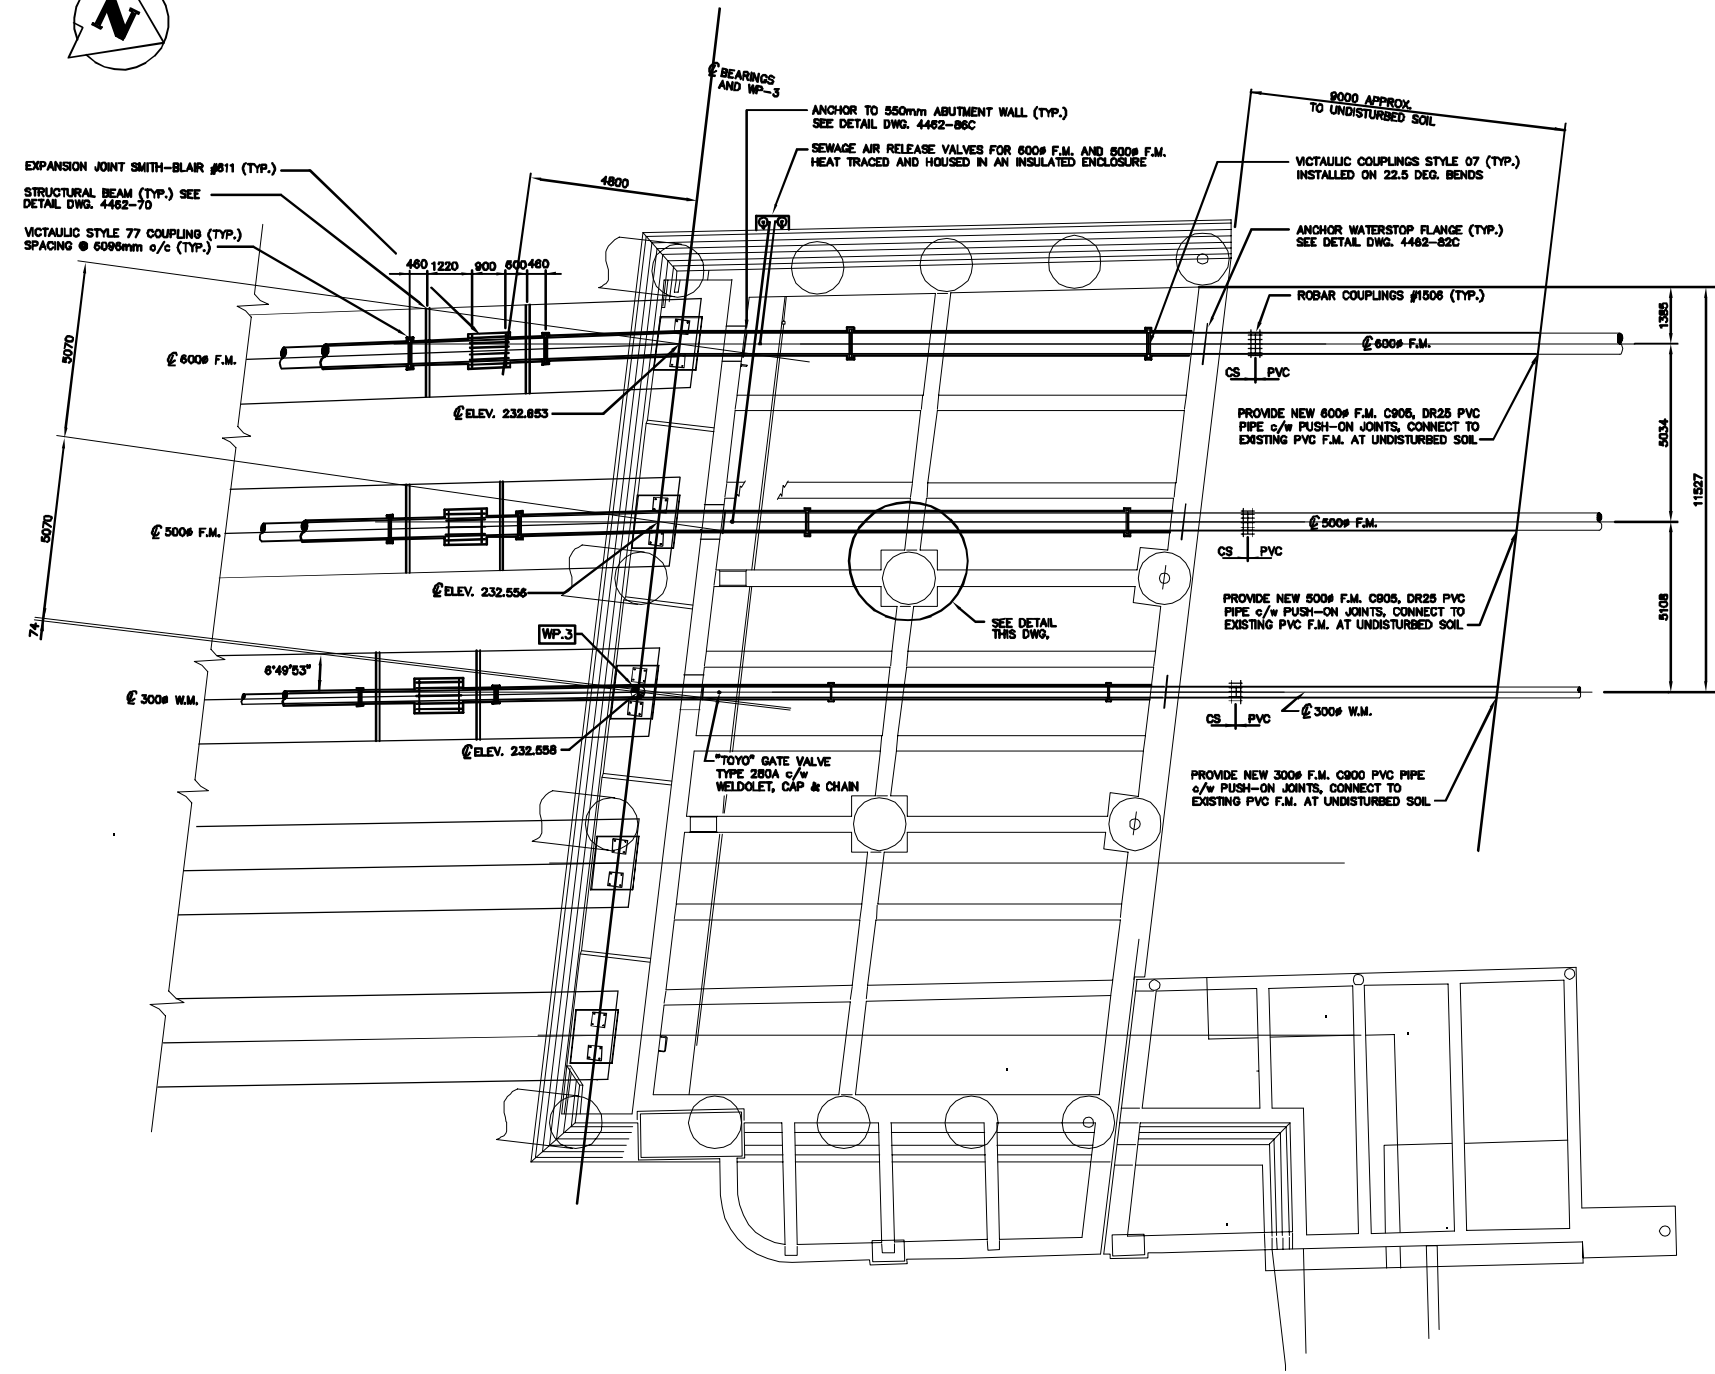 N
℄ BEARINGS
AND WP-3
9000 APPROX.
TO UNDISTURBED SOIL
ANCHOR TO 550mm ABUTMENT WALL (TYP.)
SEE DETAIL DWG. 4462-86C
SEWAGE AIR RELEASE VALVES FOR 600ø F.M. AND 500ø F.M.
HEAT TRACED AND HOUSED IN AN INSULATED ENCLOSURE
VICTAULIC COUPLINGS STYLE 07 (TYP.)
INSTALLED ON 22.5 DEG. BENDS
EXPANSION JOINT SMITH-BLAIR #611 (TYP.)
STRUCTURAL BEAM (TYP.) SEE
DETAIL DWG. 4462-70
VICTAULIC STYLE 77 COUPLING (TYP.)
SPACING @ 6096mm o/c (TYP.)
4800
ANCHOR WATERSTOP FLANGE (TYP.)
SEE DETAIL DWG. 4462-82C
460
1220
900
600
460
ROBAR COUPLINGS #1506 (TYP.)
1385
5070
℄ 600ø F.M.
℄ 600ø F.M.
CS
PVC
℄ ELEV. 232.653
PROVIDE NEW 600ø F.M. C905, DR25 PVC
PIPE c/w PUSH-ON JOINTS, CONNECT TO
EXISTING PVC F.M. AT UNDISTURBED SOIL
5034
11527
5070
℄ 500ø F.M.
℄ 500ø F.M.
CS
PVC
℄ ELEV. 232.556
PROVIDE NEW 500ø F.M. C905, DR25 PVC
PIPE c/w PUSH-ON JOINTS, CONNECT TO
EXISTING PVC F.M. AT UNDISTURBED SOIL
5108
74
WP.3
SEE DETAIL
THIS DWG.
6°49'53"
℄ 300ø W.M.
℄ 300ø W.M.
CS
PVC
℄ ELEV. 232.558
"TOYO" GATE VALVE
TYPE 250A c/w
WELDOLET, CAP & CHAIN
PROVIDE NEW 300ø F.M. C900 PVC PIPE
c/w PUSH-ON JOINTS, CONNECT TO
EXISTING PVC F.M. AT UNDISTURBED SOIL